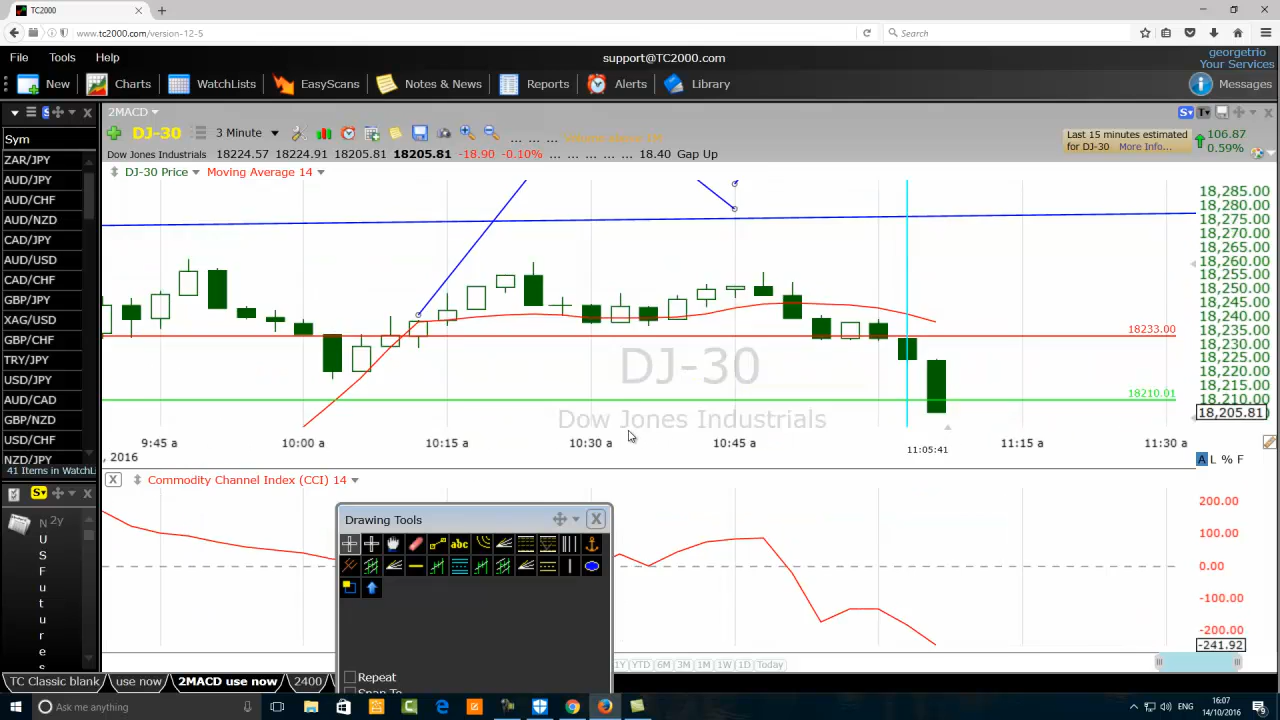 TC2000
www.tc2000.com/version-12-5
Search
File Tools Help
support@TC2000.com
georgetrio
Your Services
New Charts WatchLists EasyScans Notes & News Reports Alerts Library Messages
2MACD
Sym
DJ-30 3 Minute
Last 15 minutes estimated
for DJ-30 More Info...
106.87
0.59%
Dow Jones Industrials 18224.57 18224.91 18205.81 18205.81 -18.90 -0.10% ... ... ... ... 18.40 Gap Up
DJ-30 Price Moving Average 14
ZAR/JPY
AUD/JPY
AUD/CHF
AUD/NZD
CAD/JPY
AUD/USD
CAD/CHF
GBP/JPY
XAG/USD
GBP/CHF
TRY/JPY
USD/JPY
AUD/CAD
GBP/NZD
USD/CHF
NZD/JPY
41 Items in WatchLi
18,285.00
18,280.00
18,275.00
18,270.00
18,265.00
18,260.00
18,255.00
18,250.00
18,245.00
18,240.00
18,235.00
18,230.00
18,225.00
18,220.00
18,215.00
18,210.00
18,205.81
18233.00
18210.01
DJ-30
Dow Jones Industrials
9:45 a 10:00 a 10:15 a 10:30 a 10:45 a 11:15 a 11:30 a
11:05:41
, 2016
A L % F
Commodity Channel Index (CCI) 14
200.00
100.00
0.00
-100.00
-200.00
-241.92
N 2y
U
S
F
u
t
u
r
e
s
Drawing Tools
abc
Repeat
Snap To
1Y YTD 6M 3M 1M 1W 1D Today
TC Classic blank use now 2MACD use now 2400
Ask me anything
ENG
16:07
14/10/2016